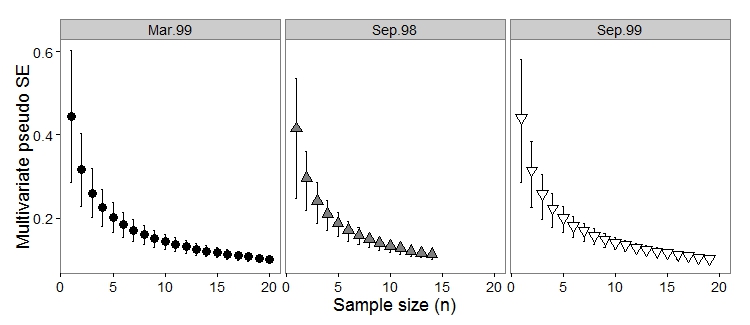 Mar.99 Sep.98 Sep.99
Multivariate pseudo SE
0.6
0.4
0.2
0 5 10 15 20 0 5 10 15 20 0 5 10 15 20
Sample size (n)